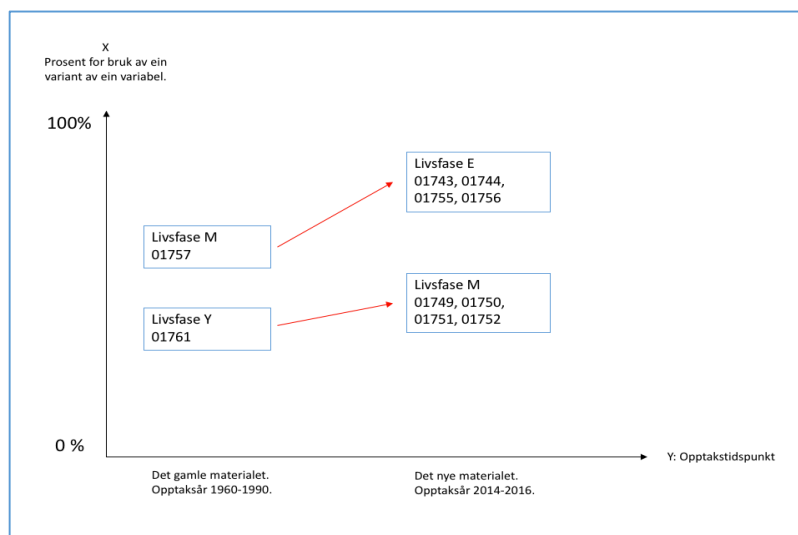 X
Prosent for bruk av ein
variant av ein variabel.
100%
Livsfase E
01743, 01744,
01755, 01756
Livsfase M
01757
Livsfase M
01749, 01750,
01751, 01752
Livsfase Y
01761
0 %
Y: Opptakstidspunkt
Det gamle materialet.
Opptaksår 1960-1990.
Det nye materialet.
Opptaksår 2014-2016.